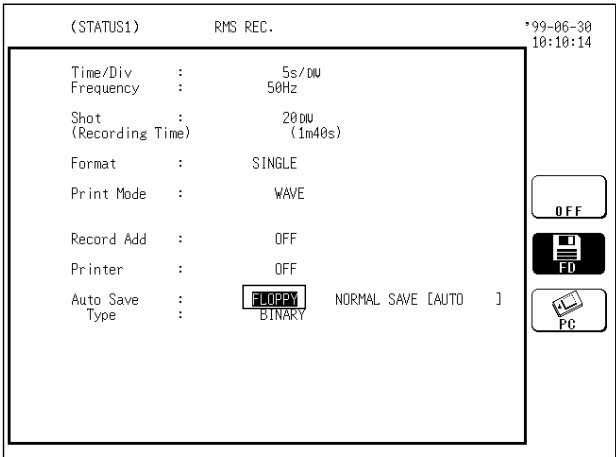 (STATUS1) RMS REC. '99-06-30
10:10:14
Time/Div : 5s/DIV
Frequency : 50Hz
Shot : 20DIV
(Recording Time) (1m40s)
Format : SINGLE
Print Mode : WAVE
OFF
Record Add : OFF
Printer : OFF
FD
Auto Save : FLOPPY NORMAL SAVE [AUTO ]
Type : BINARY
PC